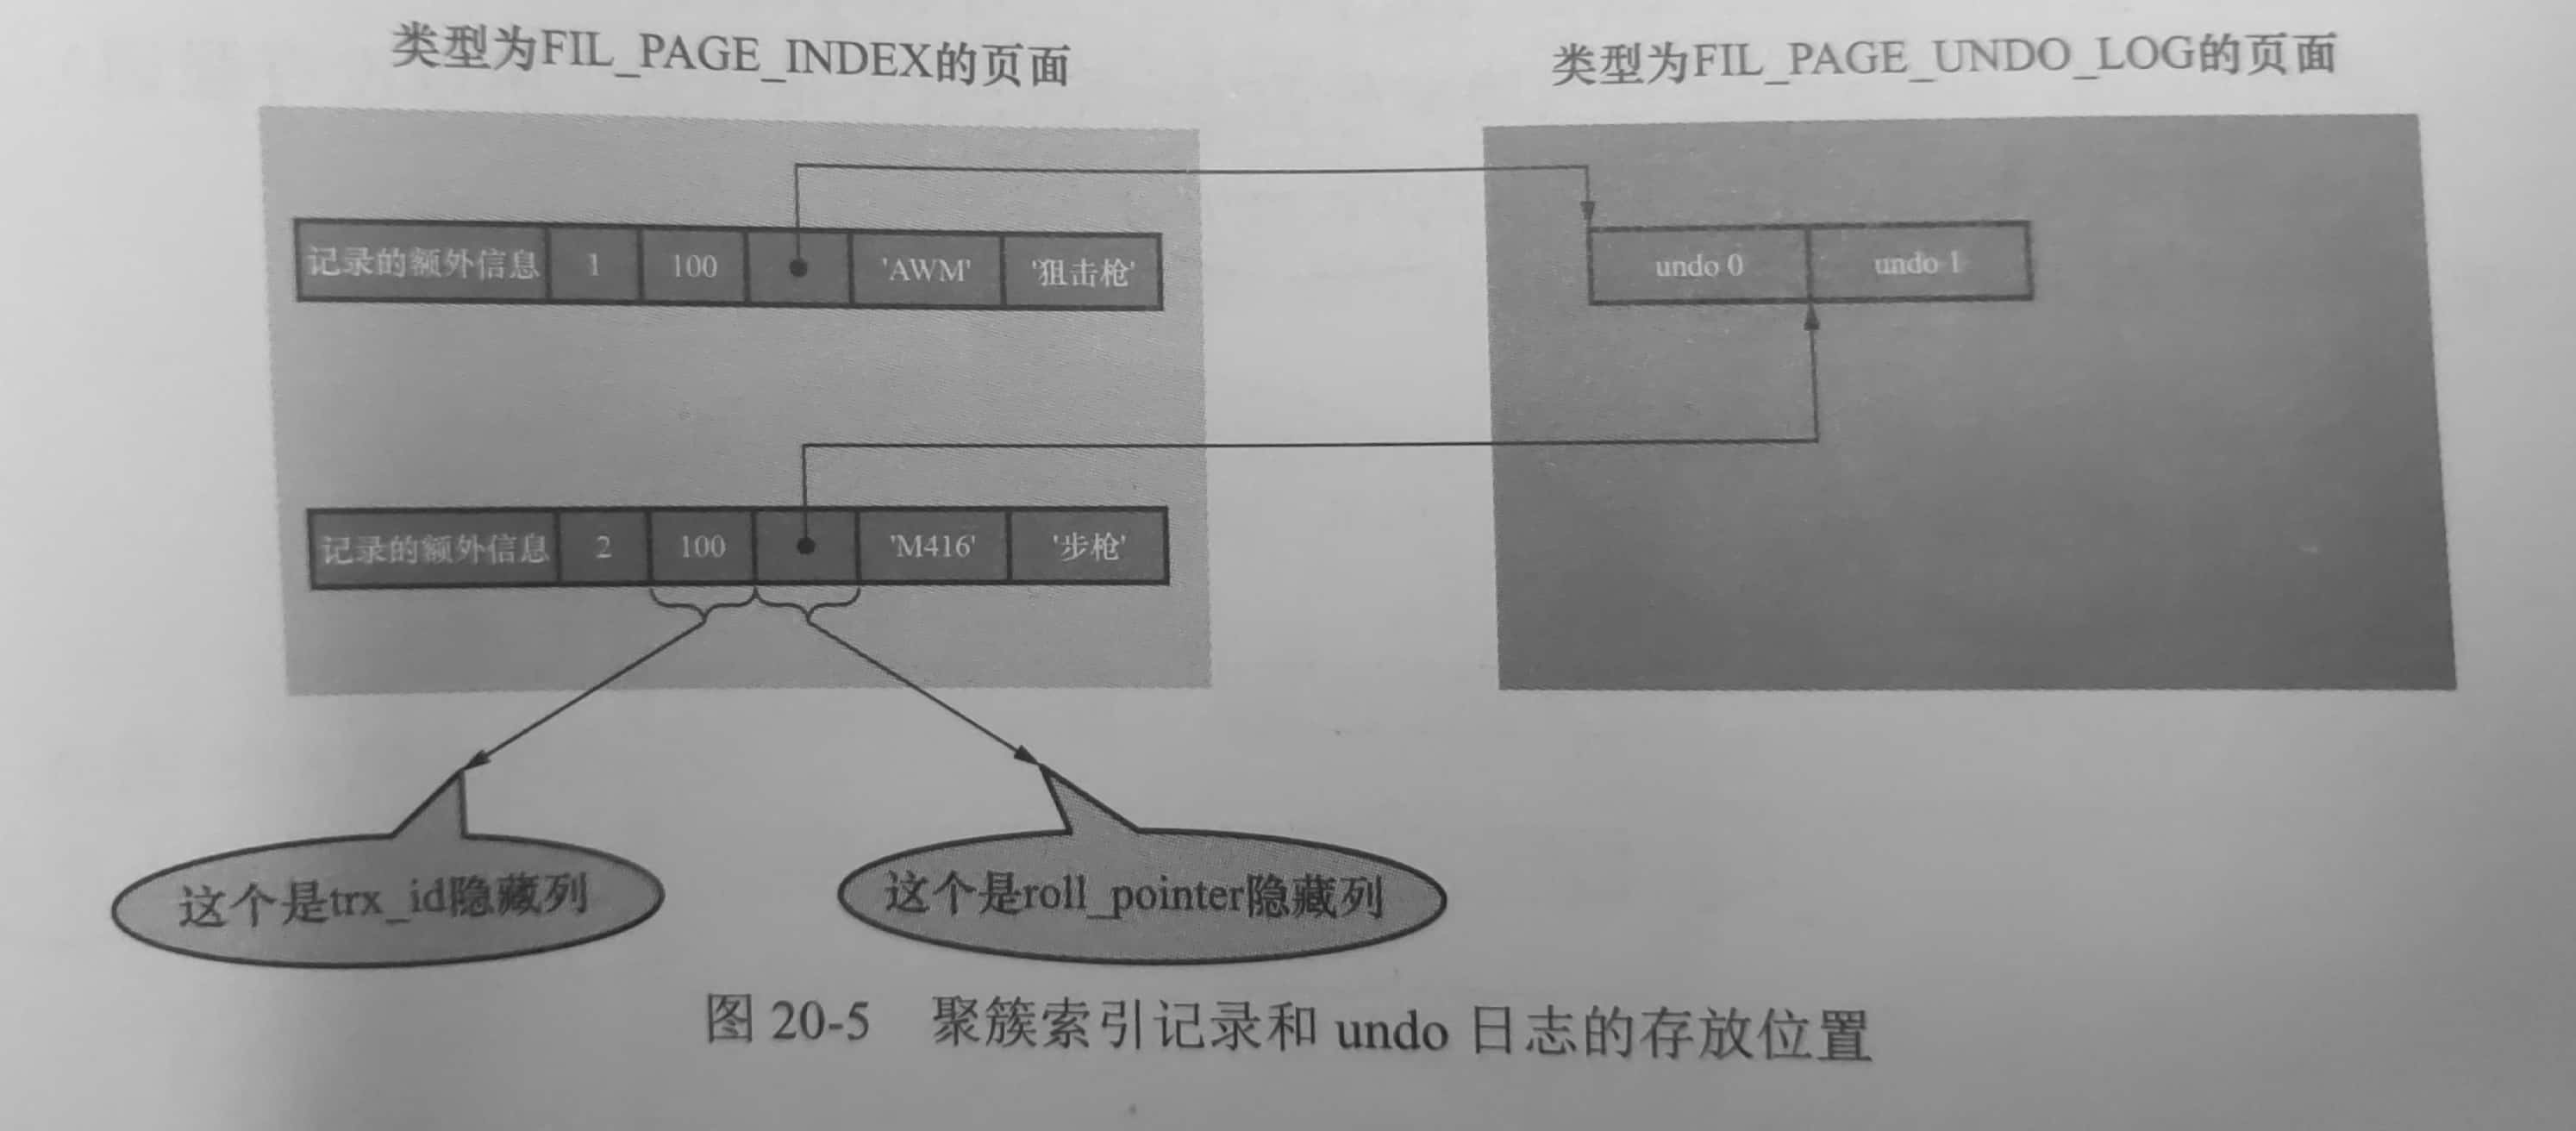 类型为FIL_PAGE_INDEX的页面
类型为FIL_PAGE_UNDO_LOG的页面
记录的额外信息 1 100 'AWM' '狙击枪'
undo 0 undo 1
记录的额外信息 2 100 'M416' '步枪'
这个是trx_id隐藏列
这个是roll_pointer隐藏列
图 20-5 聚簇索引记录和 undo 日志的存放位置